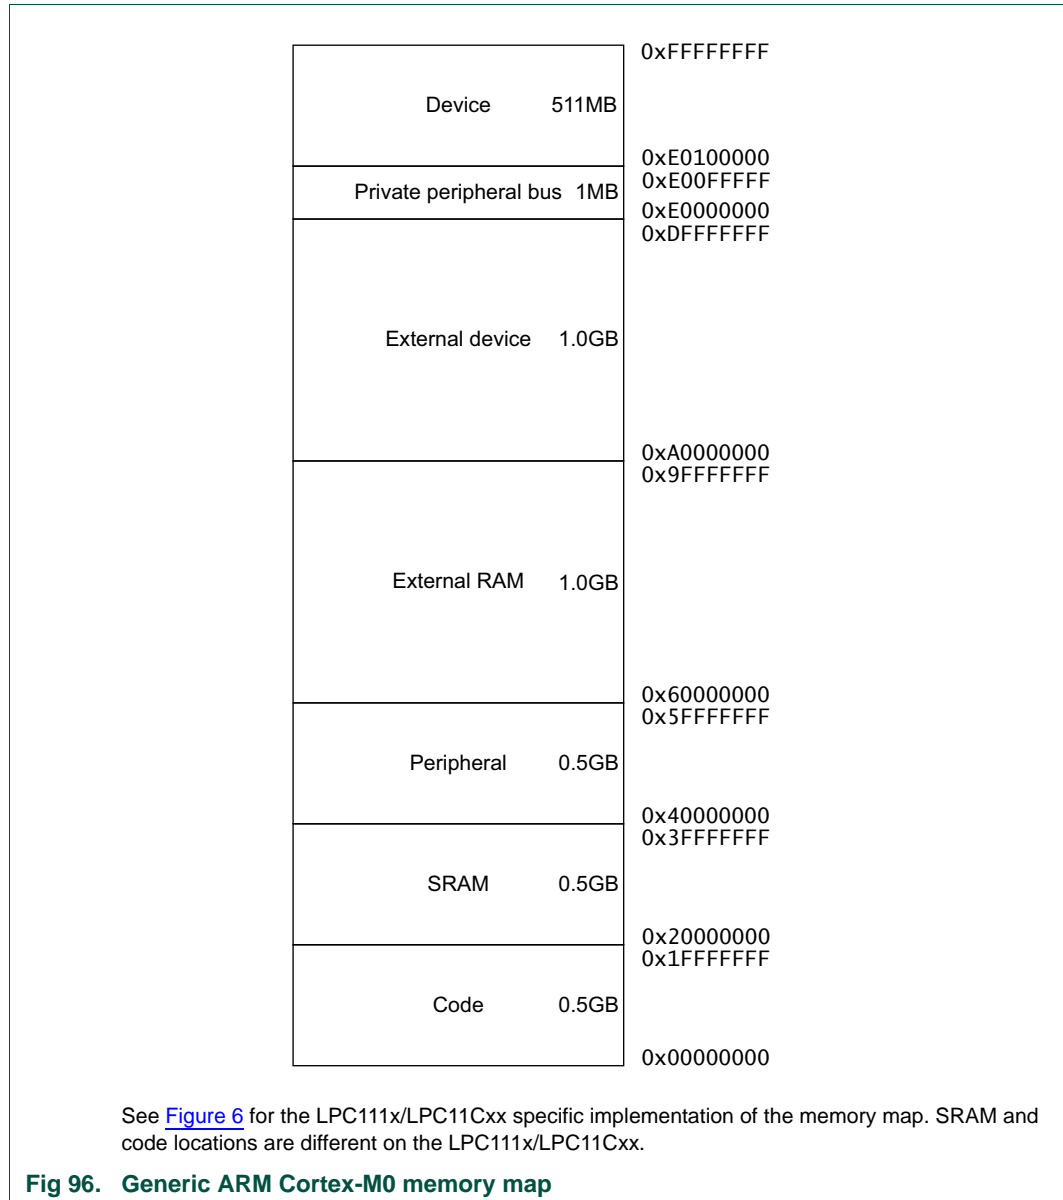 0xFFFFFFFF
Device 511MB
0xE0100000
0xE00FFFFF
Private peripheral bus 1MB
0xE0000000
0xDFFFFFFF
External device 1.0GB
0xA0000000
0x9FFFFFFF
External RAM 1.0GB
0x60000000
0x5FFFFFFF
Peripheral 0.5GB
0x40000000
0x3FFFFFFF
SRAM 0.5GB
0x20000000
0x1FFFFFFF
Code 0.5GB
0x00000000
See Figure 6 for the LPC111x/LPC11Cxx specific implementation of the memory map. SRAM and
code locations are different on the LPC111x/LPC11Cxx.
Fig 96. Generic ARM Cortex-M0 memory map